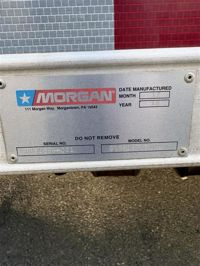 MORGAN
111 Morgan Way, Morgantown, PA 19543
DATE MANUFACTURED
MONTH
YEAR
DO NOT REMOVE
SERIAL NO.
MODEL NO.